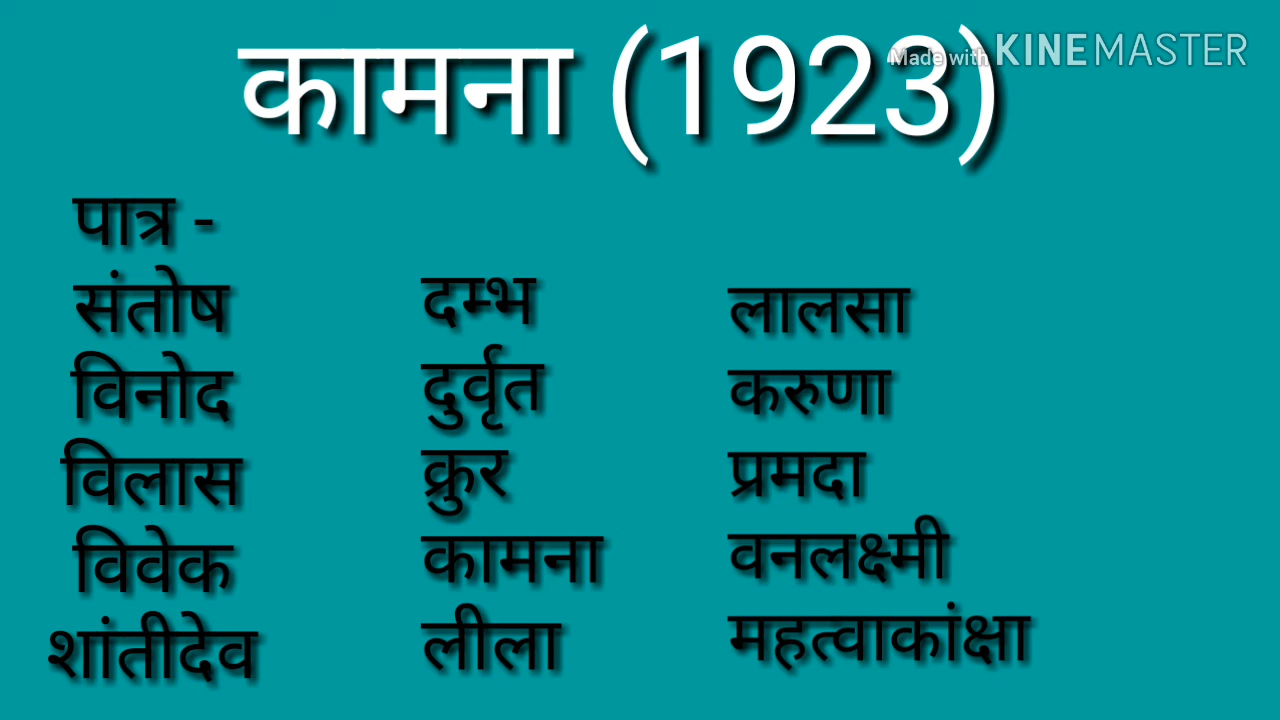 कामना (1923)
Made with KINEMASTER
पात्र -
संतोष
विनोद
विलास
विवेक
शांतीदेव
दम्भ
दुर्वृत
क्रुर
कामना
लीला
लालसा
करुणा
प्रमदा
वनलक्ष्मी
महत्वाकांक्षा